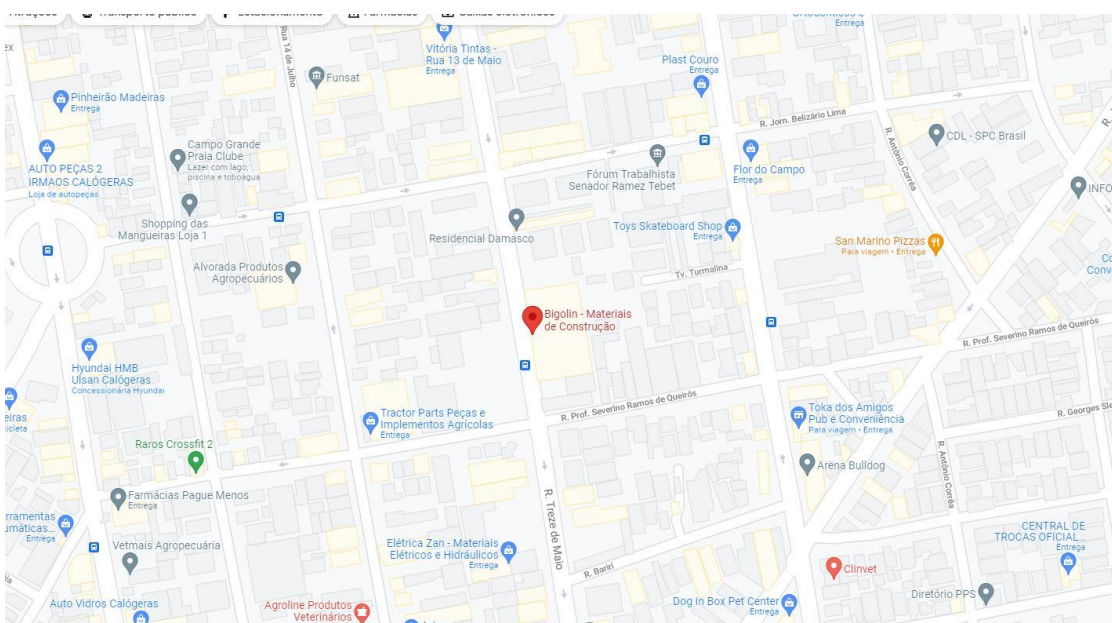 Transporte público
Estacionamento
Farmácias
Caixas eletrônicos
Rua 14 de Julho
Vitória Tintas -
Rua 13 de Maio
Entrega
Funsat
Plast Couro
Entrega
Entrega
Pinheirão Madeiras
Entrega
R. Jorn. Belizário Lima
R. Antônio Corrêa
CDL - SPC Brasil
AUTO PEÇAS 2
IRMAOS CALÓGERAS
Loja de autopeças
Campo Grande
Praia Clube
Lazer com lago,
piscina e toboágua
Fórum Trabalhista
Senador Ramez Tebet
Flor do Campo
Entrega
INFO
Shopping das
Mangueiras Loja 1
Residencial Damasco
Toys Skateboard Shop
Entrega
San Marino Pizzas
Para viagem • Entrega
Alvorada Produtos
Agropecuários
Tv. Turmalina
Bigolin - Materiais
de Construção
R. Prof. Severino Ramos de Queirós
Hyundai HMB
Ulsan Calógeras
Concessionária Hyundai
R. Prof. Severino Ramos de Queirós
Tractor Parts Peças e
Implementos Agrícolas
Entrega
Toka dos Amigos
Pub e Conveniência
Para viagem • Entrega
R. Georges
Raros Crossfit 2
Arena Bulldog
R. Antônio Corrêa
Farmácias Pague Menos
Entrega
R. Treze de Maio
Entrega
Vetmais Agropecuária
Elétrica Zan - Materiais
Elétricos e Hidráulicos
Entrega
CENTRAL DE
TROCAS OFICIAL...
Entrega
R. Bariri
Clinvet
Diretório PPS
Auto Vidros Calógeras
Agroline Produtos
Veterinários
Dog In Box Pet Center
Entrega